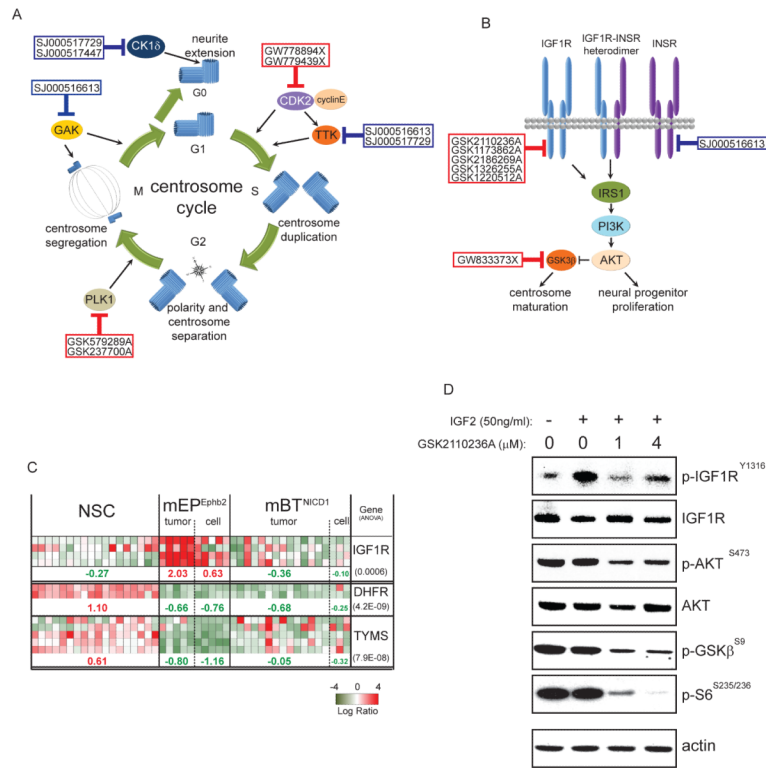 A
SJ000517729
SJ000517447
CK1δ
neurite
extension
G0
GW778894X
GW779439X
SJ000516613
CDK2
cyclinE
GAK
G1
TTK
SJ000516613
SJ000517729
M
centrosome
cycle
S
centrosome
segregation
centrosome
duplication
G2
PLK1
polarity and
centrosome
separation
GSK579289A
GSK237700A
B
IGF1R
IGF1R-INSR
heterodimer
INSR
GSK2110236A
GSK1173862A
GSK2186269A
GSK1326255A
GSK1220512A
SJ000516613
IRS1
PI3K
GW833373X
GSK3β
AKT
centrosome
maturation
neural progenitor
proliferation
C
NSC
mEP Ephb2
mBT NICD1
Gene
(ANOVA)
tumor
cell
tumor
cell
IGF1R
-0.27
2.03
0.63
-0.36
-0.10
(0.0006)
DHFR
1.10
-0.66
-0.76
-0.68
-0.25
(4.2E-09)
TYMS
0.61
-0.80
-1.16
-0.05
-0.32
(7.9E-08)
-4 0 4
Log Ratio
D
IGF2 (50ng/ml): - + + +
GSK2110236A (μM): 0 0 1 4
p-IGF1R Y1316
IGF1R
p-AKT S473
AKT
p-GSKβ S9
p-S6 S235/236
actin